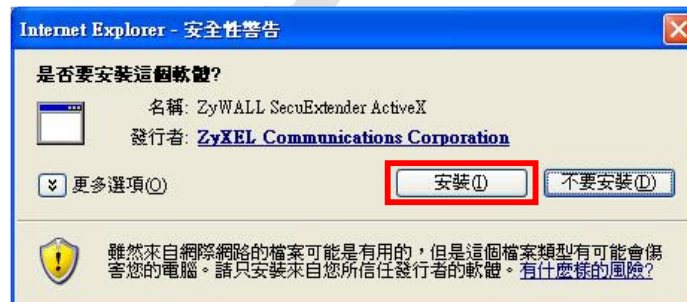 Internet Explorer - 安全性警告
是否要安裝這個軟體?
名稱: ZyWALL SecuExtender ActiveX
發行者: ZyXEL Communications Corporation
更多選項(O)
安裝(I)
不要安裝(D)
雖然來自網際網路的檔案可能是有用的，但是這個檔案類型有可能會傷
害您的電腦。請只安裝來自您所信任發行者的軟體。有什麼樣的風險?